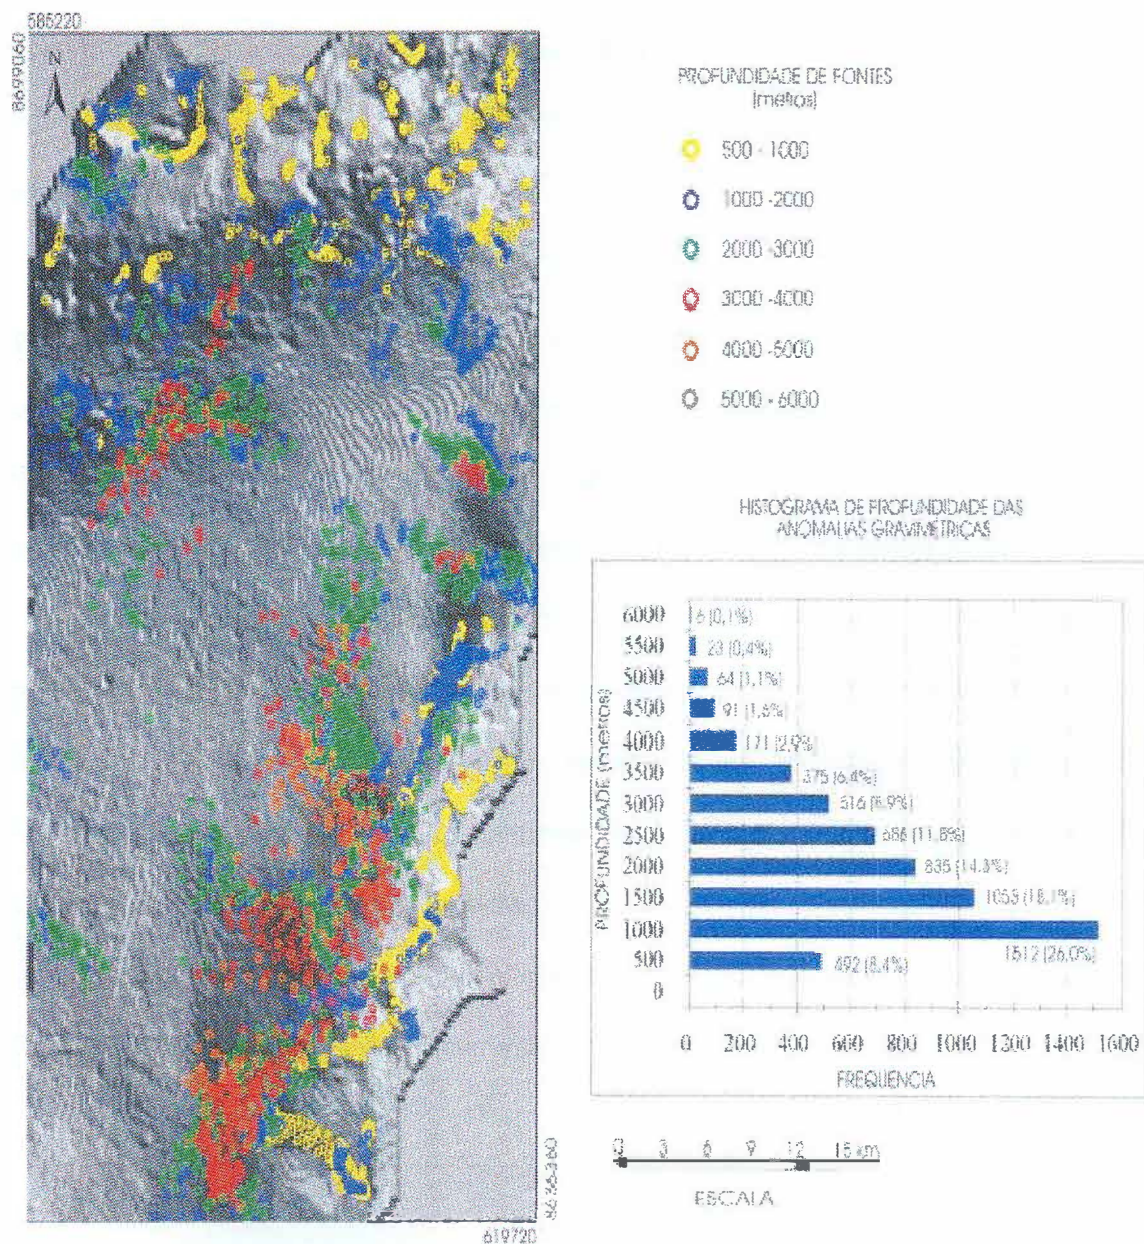 585220
8699060
N
PROFUNDIDADE DE FONTES
(metros)
500 - 1000
1000 -2000
2000 -3000
3000 -4000
4000 -5000
5000 - 6000
HISTOGRAMA DE PROFUNDIDADE DAS
ANOMALIAS GRAVIMÉTRICAS
PROFUNDIDADE (metros)
6000 6 (0,1%)
5500 23 (0,4%)
5000 64 (1,1%)
4500 91 (1,6%)
4000 171 (2,9%)
3500 375 (6,4%)
3000 516 (8,9%)
2500 686 (11,8%)
2000 835 (14,3%)
1500 1053 (18,1%)
1000 1512 (26,0%)
500 492 (8,4%)
0
0 200 400 600 800 1000 1200 1400 1600
FREQUENCIA
0 3 6 9 12 15 km
ESCALA
619720